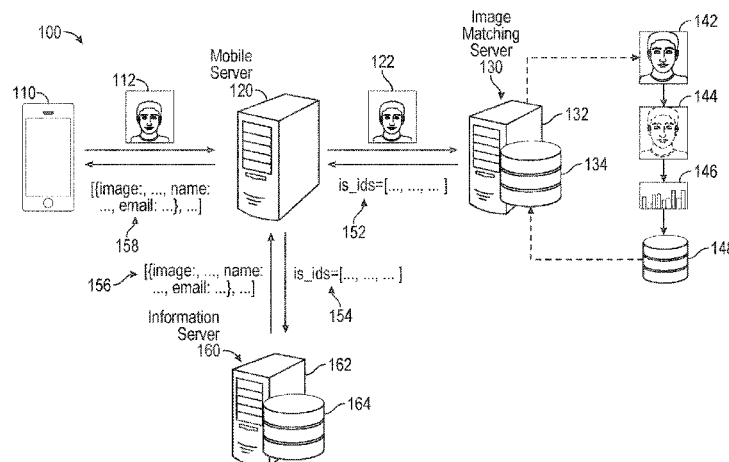 100
110
112
Mobile
Server
120
122
Image
Matching
Server
130
132
134
142
144
146
148
[{image:, ..., name:
..., email: ...}, ...]
158
is_ids=[..., ..., ... ]
152
156
[{image:, ..., name:
..., email: ...}, ...]
is_ids=[..., ..., ... ]
154
Information
Server
160
162
164